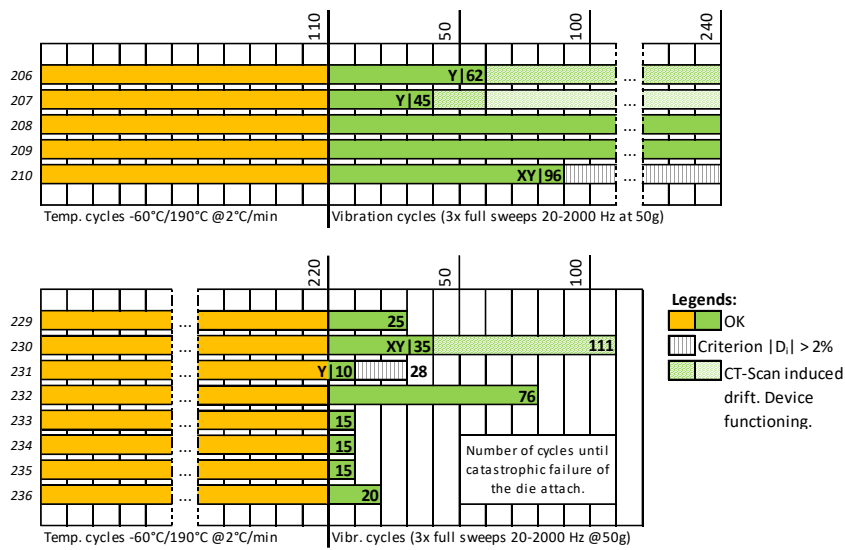 110
50
100
240
206
Y|62
...
...
207
Y|45
...
...
208
...
...
209
...
...
210
XY|96
...
...
Temp. cycles -60°C/190°C @2°C/min
Vibration cycles (3x full sweeps 20-2000 Hz at 50g)
220
50
100
229
...
25
230
...
XY|35
111
231
...
Y|10
28
232
...
76
233
...
15
234
...
15
235
...
15
236
...
20
Number of cycles until
catastrophic failure of
the die attach.
Temp. cycles -60°C/190°C @2°C/min
Vibr. cycles (3x full sweeps 20-2000 Hz @50g)
Legends:
OK
Criterion |Dᵢ| > 2%
CT-Scan induced
drift. Device
functioning.